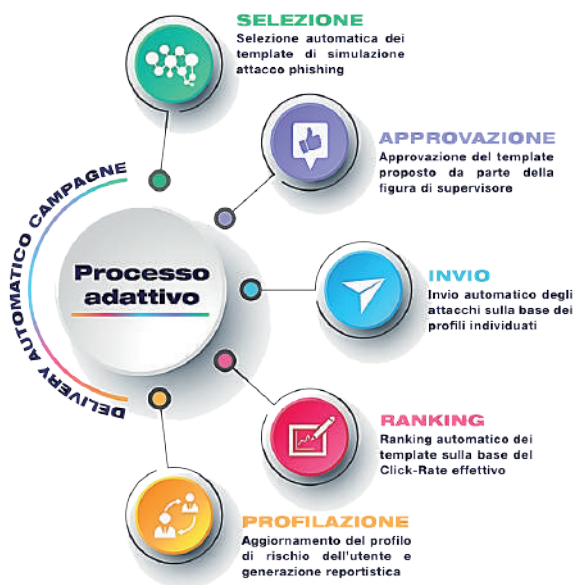 SELEZIONE
Selezione automatica dei
template di simulazione
attacco phishing
APPROVAZIONE
Approvazione del template
proposto da parte della
figura di supervisore
DELIVERY AUTOMATICO CAMPAGNE
Processo
adattivo
INVIO
Invio automatico degli
attacchi sulla base dei
profili individuati
RANKING
Ranking automatico dei
template sulla base del
Click-Rate effettivo
PROFILAZIONE
Aggiornamento del profilo
di rischio dell'utente e
generazione reportistica